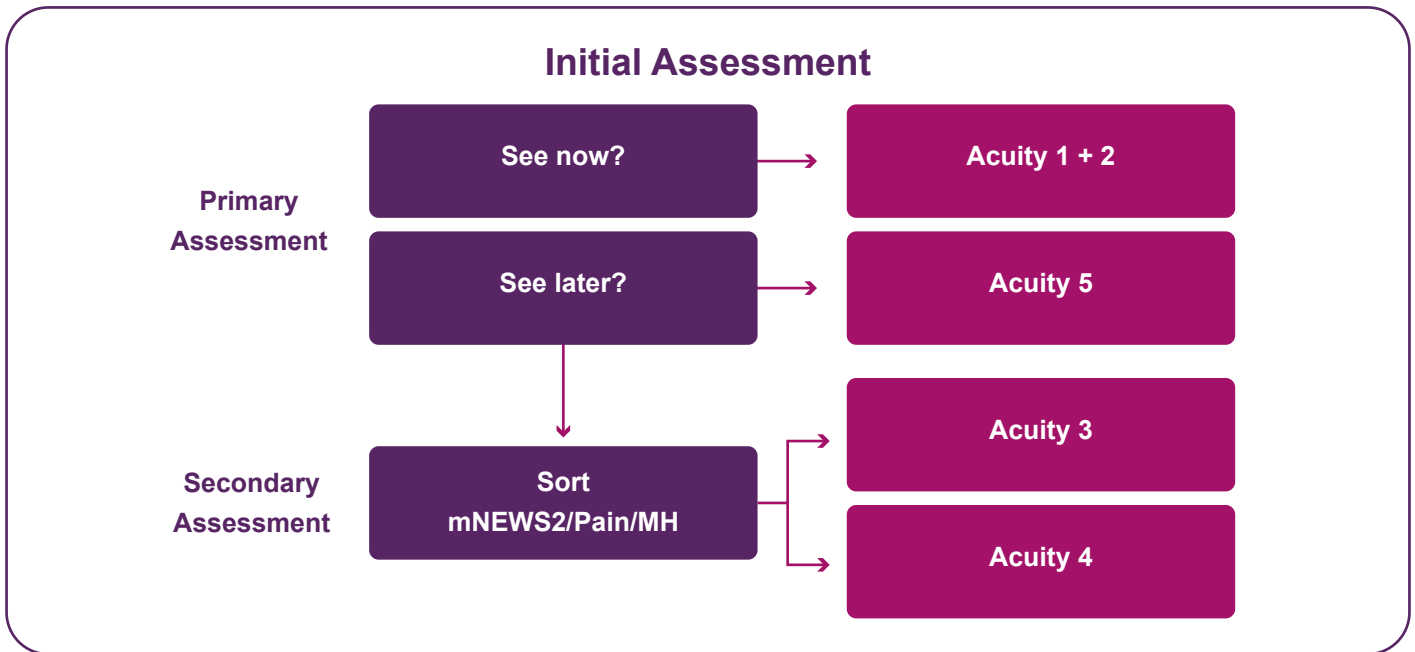 Initial Assessment
Primary
Assessment
See now?
Acuity 1 + 2
See later?
Acuity 5
Secondary
Assessment
Sort
mNEWS2/Pain/MH
Acuity 3
Acuity 4